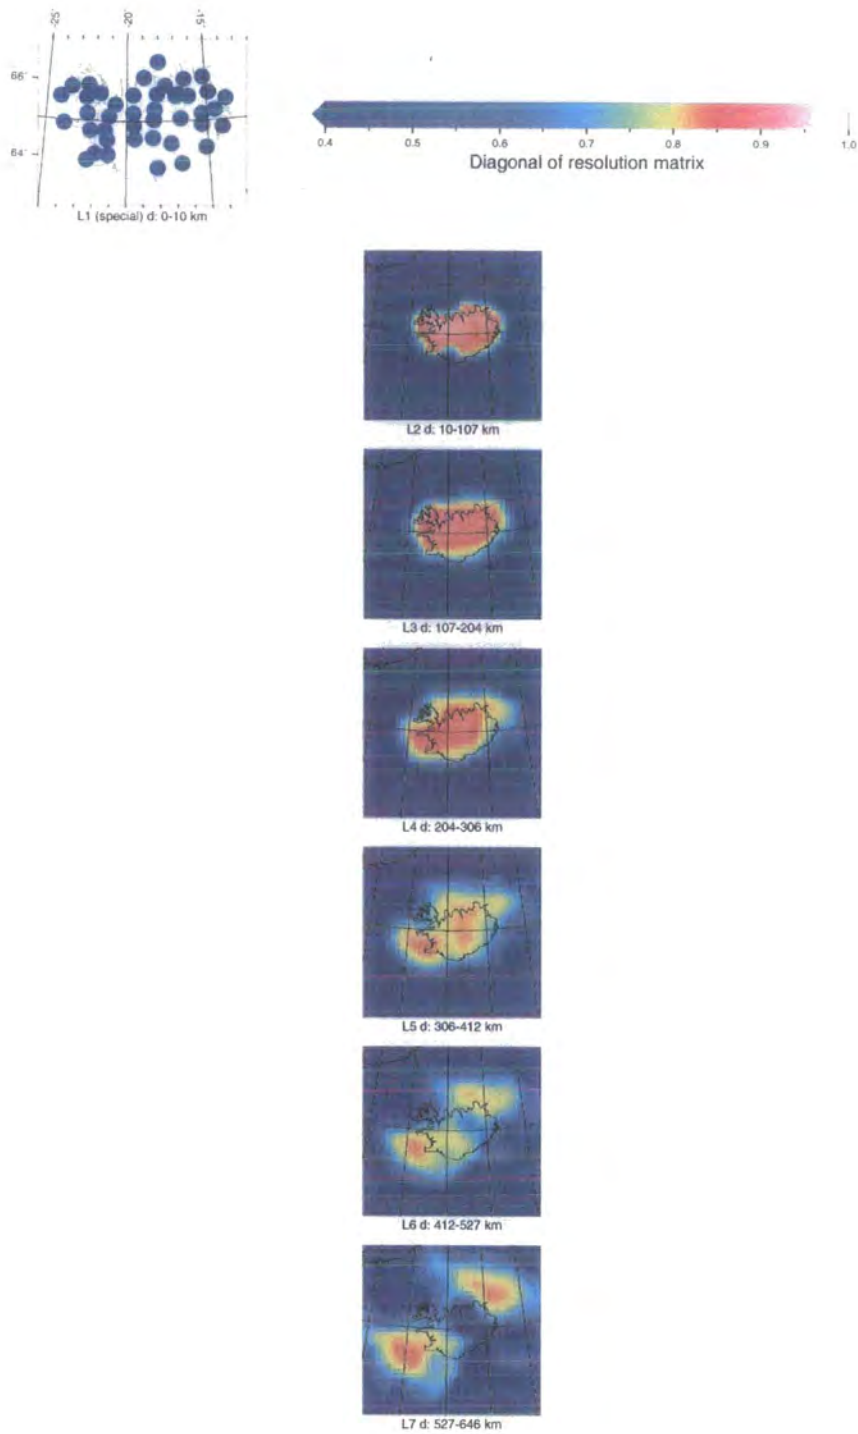 -25˚ -20˚ -15˚
66˚
64˚
L1 (special) d: 0-10 km
0.4 0.5 0.6 0.7 0.8 0.9 1.0
Diagonal of resolution matrix
L2 d: 10-107 km
L3 d: 107-204 km
L4 d: 204-306 km
L5 d: 306-412 km
L6 d: 412-527 km
L7 d: 527-646 km